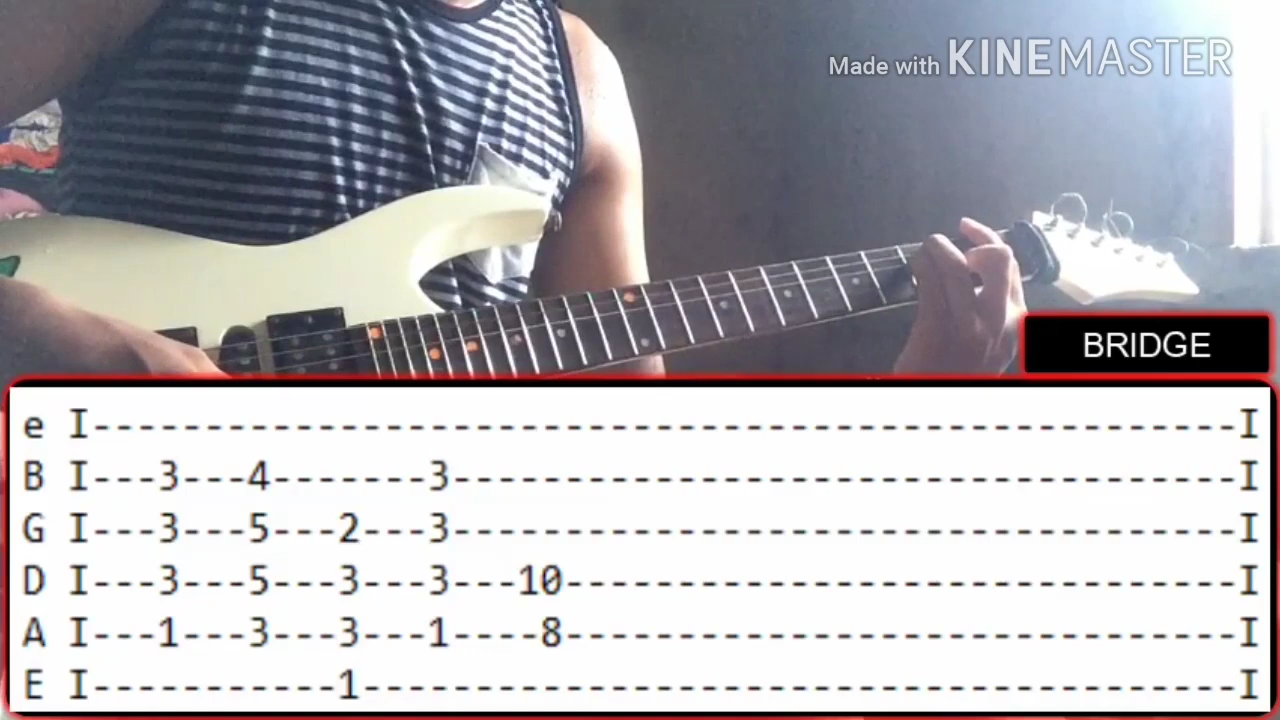 Made with KINEMASTER
BRIDGE
e I---------------------------------------------------I
B I---3---4-------3-----------------------------------I
G I---3---5---2---3-----------------------------------I
D I---3---5---3---3---10------------------------------I
A I---1---3---3---1----8------------------------------I
E I-----------1---------------------------------------I